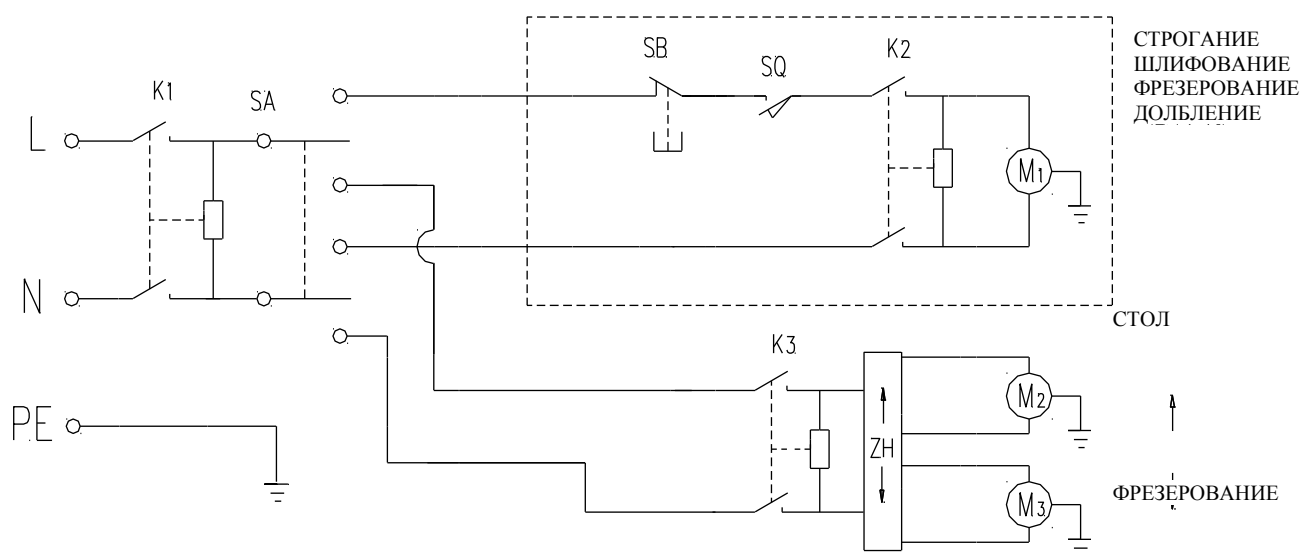 СТРОГАНИЕ
ШЛИФОВАНИЕ
ФРЕЗЕРОВАНИЕ
ДОЛБЛЕНИЕ
SB
SQ
K2
K1
SA
L
M1
N
СТОЛ
K3
M2
PE
ZH
ФРЕЗЕРОВАНИЕ
M3